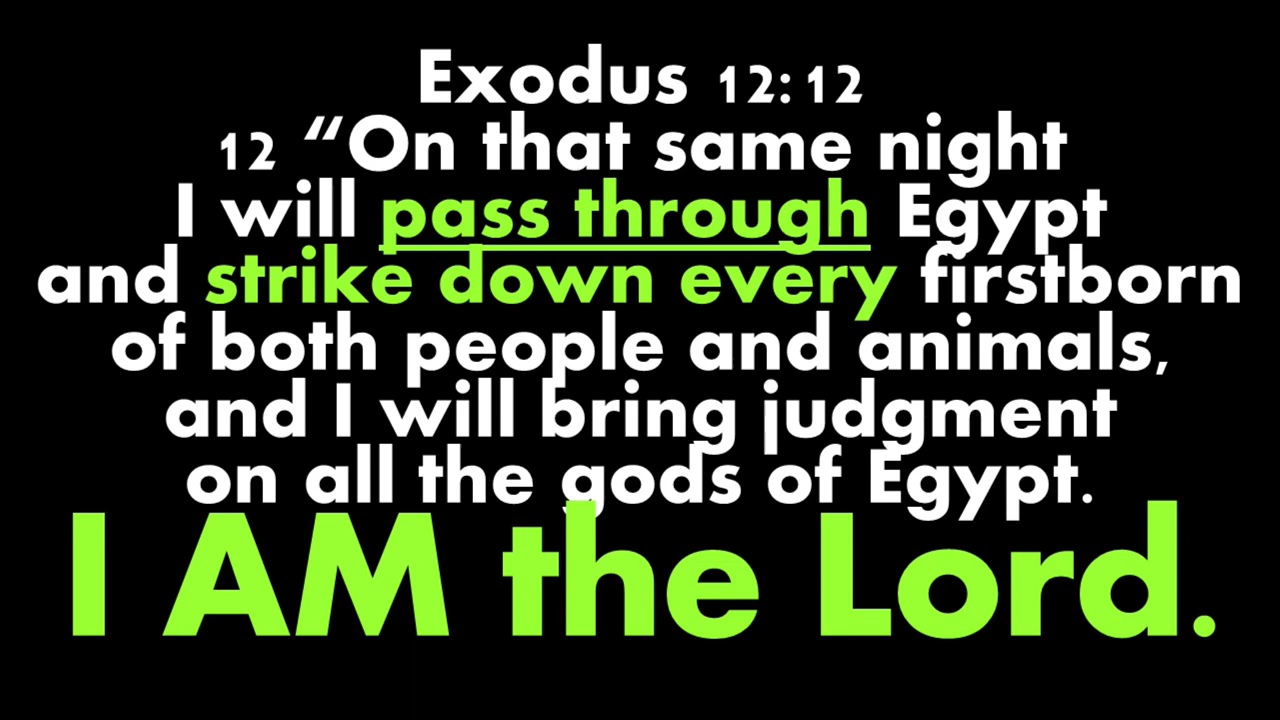 Exodus 12:12
12 “On that same night
I will pass through Egypt
and strike down every firstborn
of both people and animals,
and I will bring judgment
on all the gods of Egypt.
I AM the Lord.